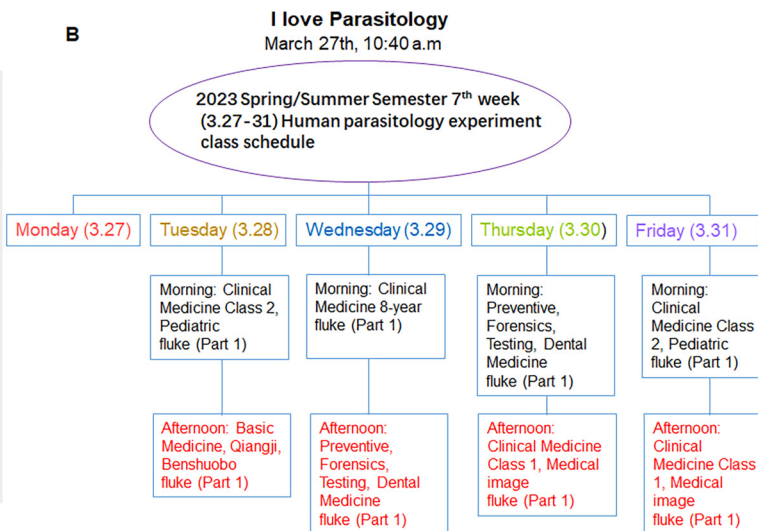 B
I love Parasitology
March 27th, 10:40 a.m
2023 Spring/Summer Semester 7th week
(3.27-31) Human parasitology experiment
class schedule
Monday (3.27)
Tuesday (3.28)
Wednesday (3.29)
Thursday (3.30)
Friday (3.31)
Morning: Clinical
Medicine Class 2,
Pediatric
fluke (Part 1)
Morning: Clinical
Medicine 8-year
fluke (Part 1)
Morning:
Preventive,
Forensics,
Testing, Dental
Medicine
fluke (Part 1)
Morning:
Clinical
Medicine Class
2, Pediatric
fluke (Part 1)
Afternoon: Basic
Medicine, Qiangji,
Benshuobo
fluke (Part 1)
Afternoon:
Preventive,
Forensics,
Testing, Dental
Medicine
fluke (Part 1)
Afternoon:
Clinical Medicine
Class 1, Medical
image
fluke (Part 1)
Afternoon:
Clinical
Medicine Class
1, Medical
image
fluke (Part 1)